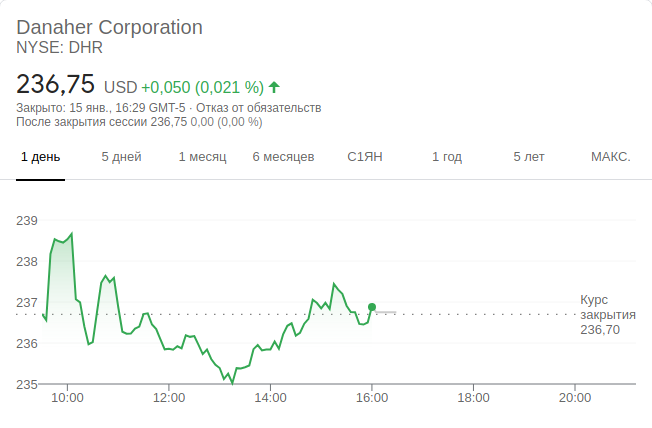 Danaher Corporation
NYSE: DHR
236,75 USD +0,050 (0,021 %)
Закрыто: 15 янв., 16:29 GMT-5 · Отказ от обязательств
После закрытия сессии 236,75 0,00 (0,00 %)
1 день 5 дней 1 месяц 6 месяцев С1ЯН 1 год 5 лет МАКС.
239
238
237
Курс
закрытия
236,70
236
235
10:00 12:00 14:00 16:00 18:00 20:00